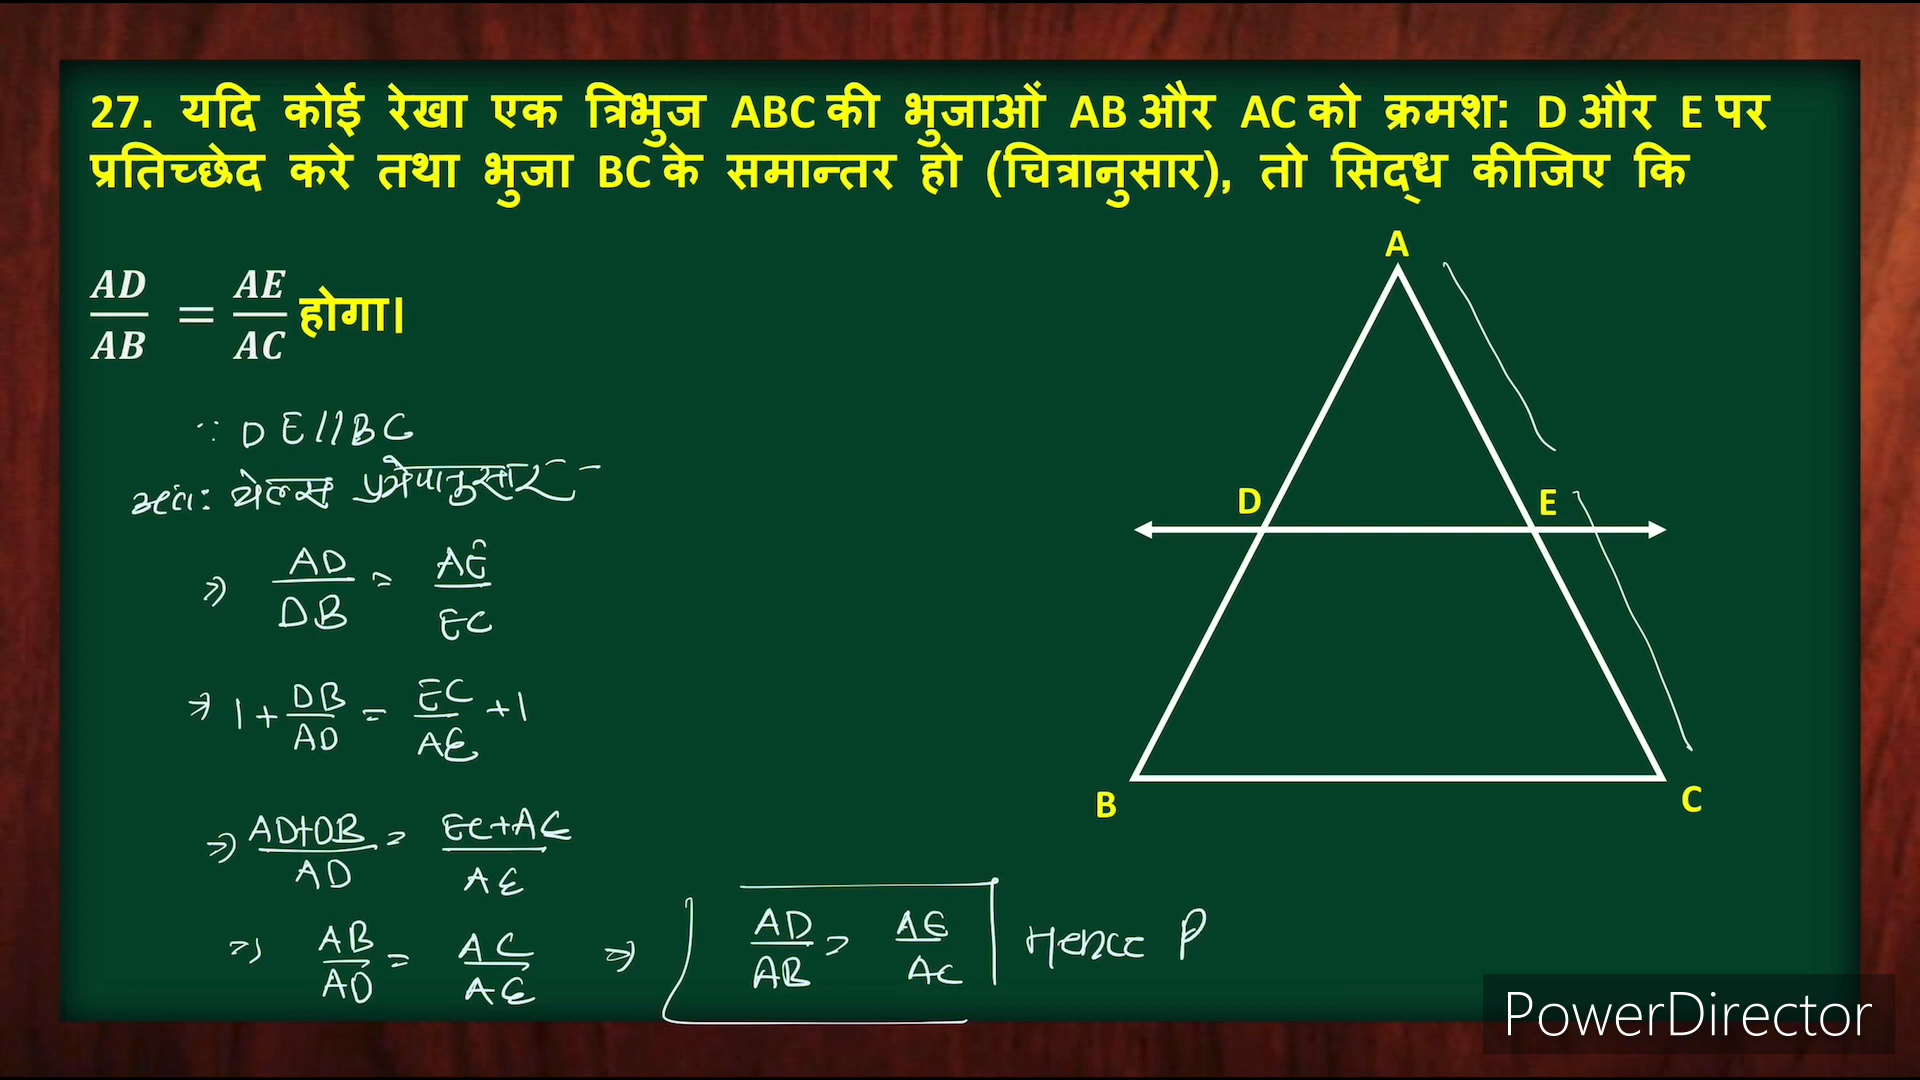 27. यदि कोई रेखा एक त्रिभुज ABC की भुजाओं AB और AC को क्रमश: D और E पर
प्रतिच्छेद करे तथा भुजा BC के समान्तर हो (चित्रानुसार), तो सिद्ध कीजिए कि
AD/AB = AE/AC होगा।
∵ DE//BC
अतः थेल्स प्रमेयानुसार -
⇒ AD/DB = AE/EC
⇒ 1 + DB/AD = EC/AE + 1
⇒ AD+DB/AD = EC+AE/AE
⇒ AB/AD = AC/AE ⇒ AD/AB = AE/AC Hence P
A
D
E
B
C
PowerDirector